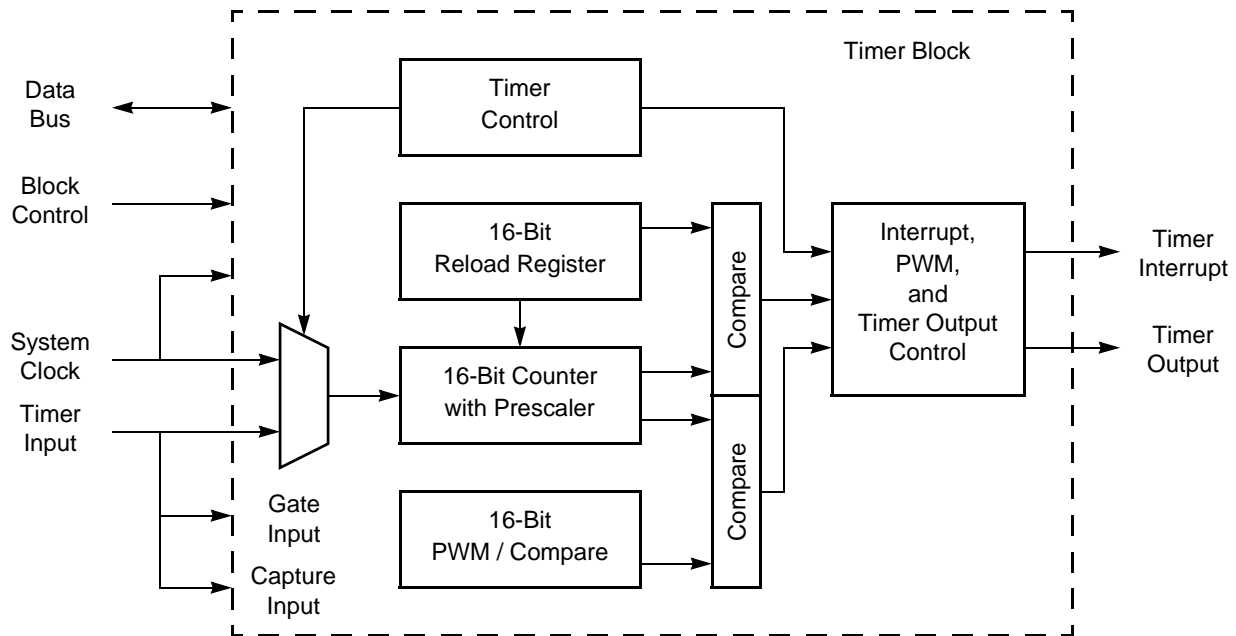 Timer Block
Data
Bus
Timer
Control
Block
Control
16-Bit
Reload Register
Compare
Interrupt,
PWM,
and
Timer Output
Control
Timer
Interrupt
System
Clock
16-Bit Counter
with Prescaler
Timer
Output
Timer
Input
Compare
Gate
Input
16-Bit
PWM / Compare
Capture
Input